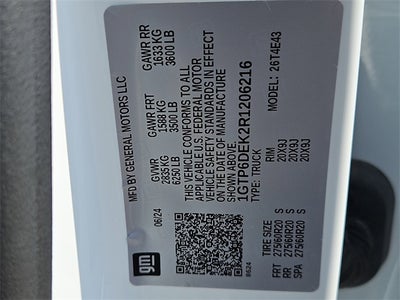 MFD BY GENERAL MOTORS LLC
06/24 GVWR GAWR FRT GAWR RR
2835 KG 1588 KG 1633 KG
6250 LB 3500 LB 3600 LB
THIS VEHICLE CONFORMS TO ALL
APPLICABLE U.S. FEDERAL MOTOR
VEHICLE SAFETY STANDARDS IN EFFECT
ON THE DATE OF MANUFACTURE
1GTP6DEK2R1206216
TYPE: TRUCK MODEL: 26T4E43
TIRE SIZE RIM
FRT 275/60R20 S 20X9J
RR 275/60R20 S 20X9J
SPA 275/60R20 S 20X9J
gm
06/24